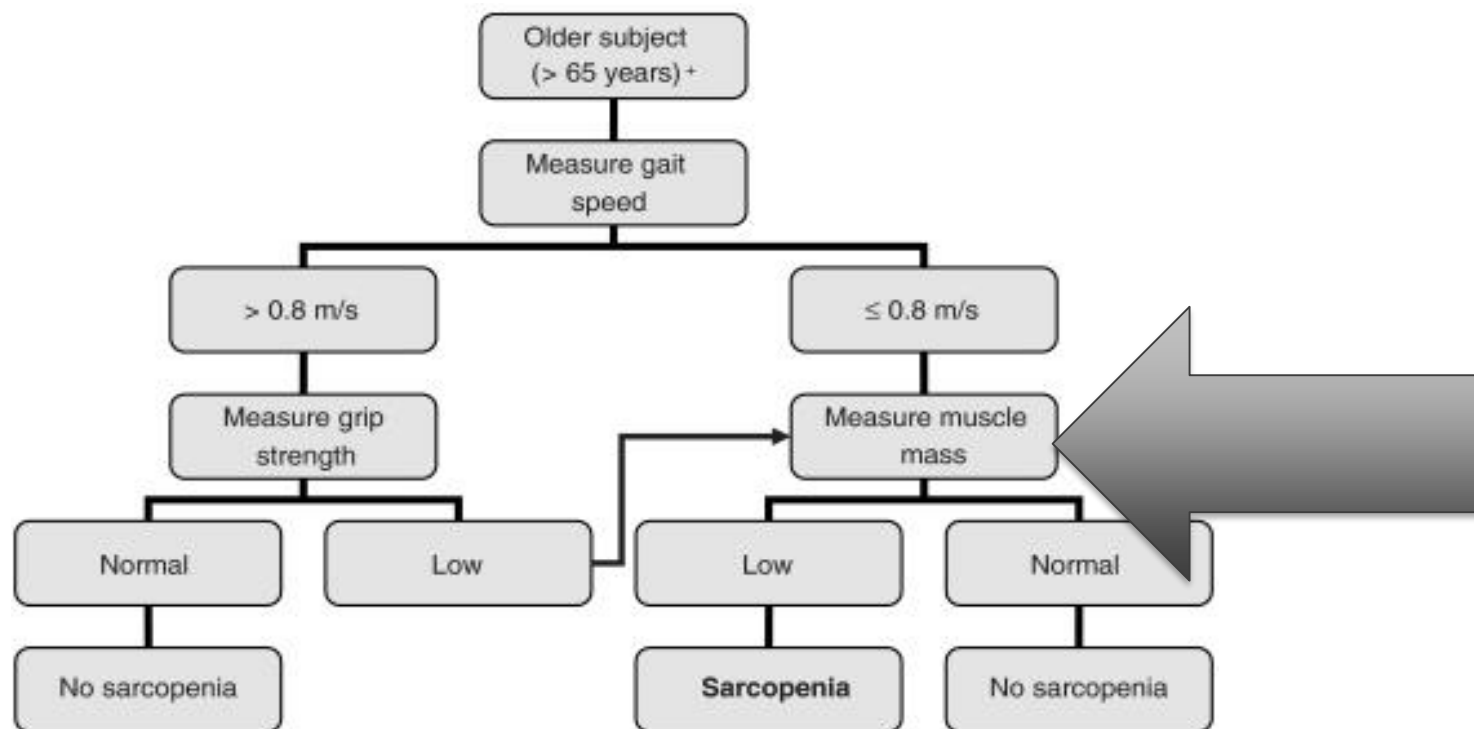 Older subject
(> 65 years) +
Measure gait
speed
> 0.8 m/s
≤ 0.8 m/s
Measure grip
strength
Measure muscle
mass
Normal
Low
Low
Normal
No sarcopenia
Sarcopenia
No sarcopenia